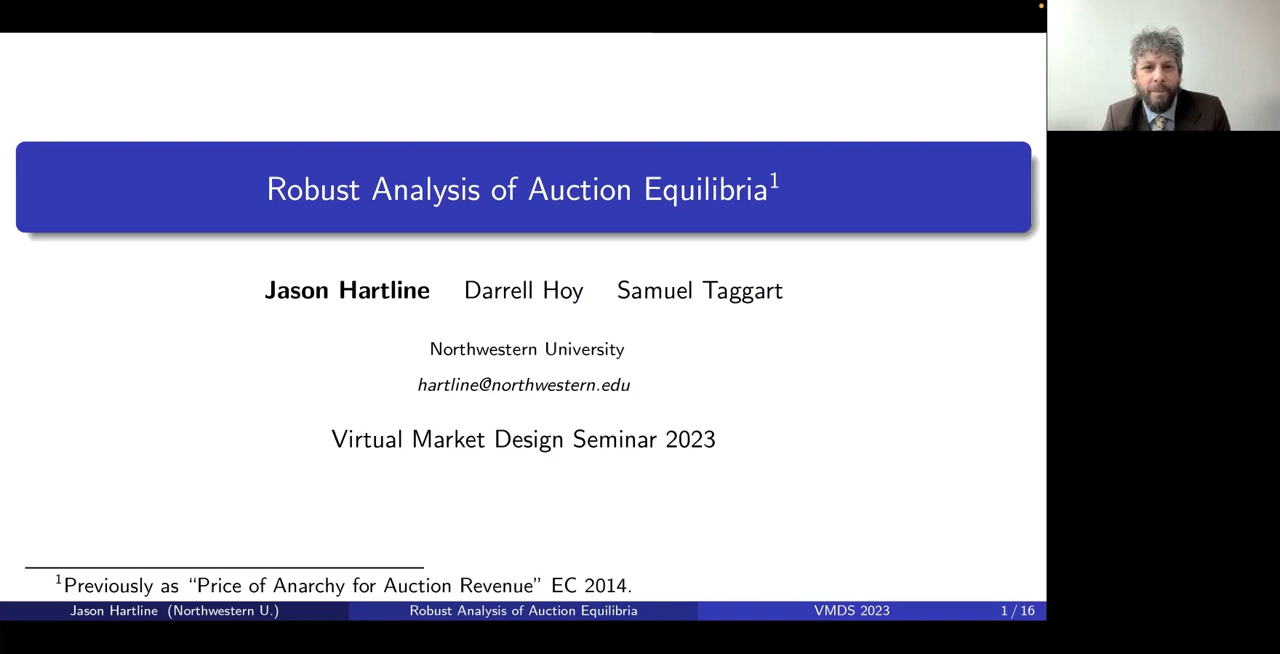 Robust Analysis of Auction Equilibria¹
Jason Hartline Darrell Hoy Samuel Taggart
Northwestern University
hartline@northwestern.edu
Virtual Market Design Seminar 2023
¹Previously as “Price of Anarchy for Auction Revenue” EC 2014.
Jason Hartline (Northwestern U.) Robust Analysis of Auction Equilibria VMDS 2023 1 / 16